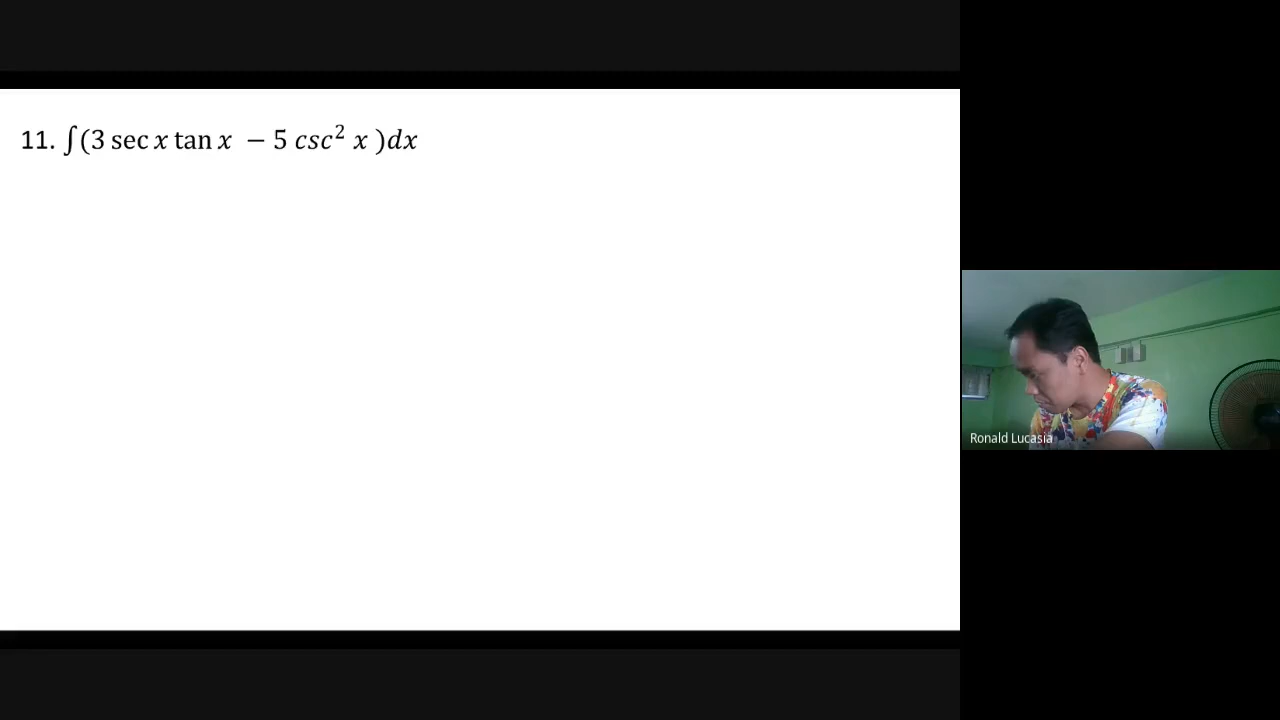 11. ∫(3 sec x tan x − 5 csc² x )dx
Ronald Lucasia